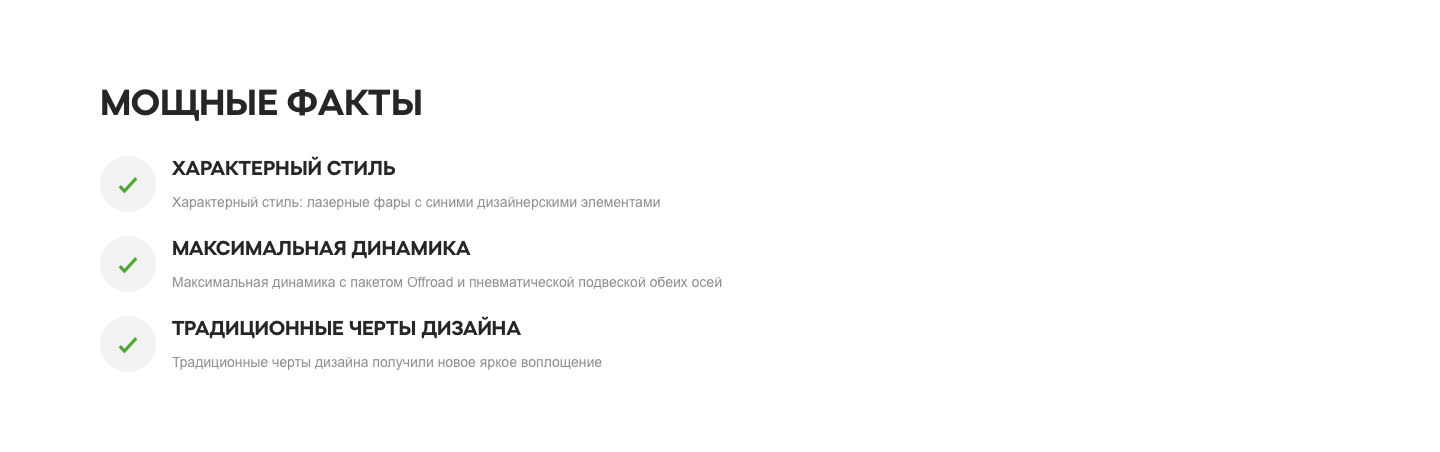 МОЩНЫЕ ФАКТЫ
ХАРАКТЕРНЫЙ СТИЛЬ
Характерный стиль: лазерные фары с синими дизайнерскими элементами
МАКСИМАЛЬНАЯ ДИНАМИКА
Максимальная динамика с пакетом Offroad и пневматической подвеской обеих осей
ТРАДИЦИОННЫЕ ЧЕРТЫ ДИЗАЙНА
Традиционные черты дизайна получили новое яркое воплощение